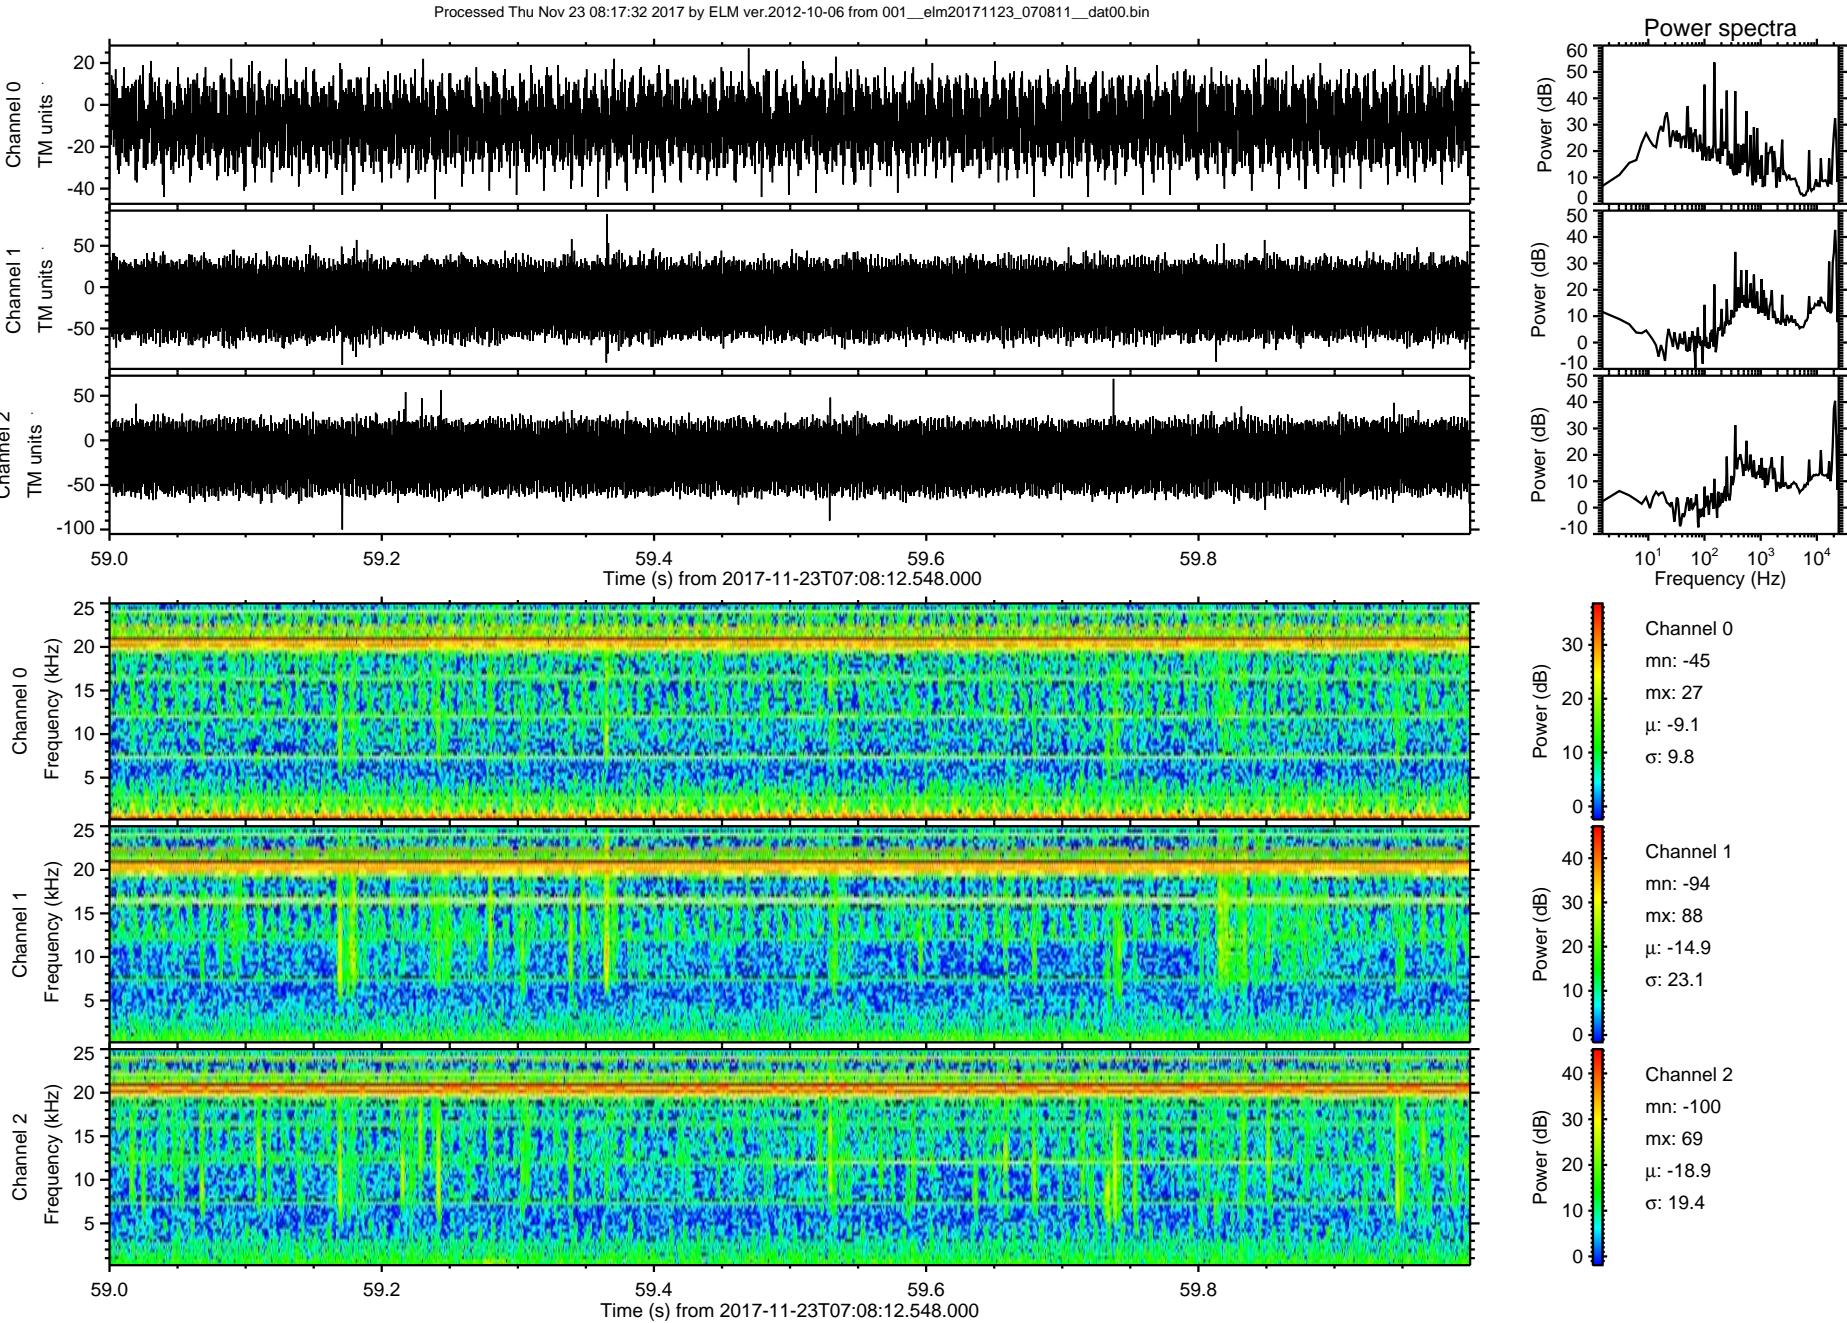 Processed Thu Nov 23 08:17:32 2017 by ELM ver.2012-10-06 from 001__elm20171123_070811__dat00.bin
Power spectra
Channel 0
TM units
20
0
-20
-40
Power (dB)
60
50
40
30
20
10
0
Channel 1
TM units
50
0
-50
Power (dB)
50
40
30
20
10
0
-10
Channel 2
TM units
50
0
-50
-100
Power (dB)
50
40
30
20
10
0
-10
59.0 59.2 59.4 59.6 59.8
Time (s) from 2017-11-23T07:08:12.548.000
10¹ 10² 10³ 10⁴
Frequency (Hz)
Channel 0
Frequency (kHz)
25
20
15
10
5
Power (dB)
30
20
10
0
Channel 0
mn: -45
mx: 27
µ: -9.1
σ: 9.8
Channel 1
Frequency (kHz)
25
20
15
10
5
Power (dB)
40
30
20
10
0
Channel 1
mn: -94
mx: 88
µ: -14.9
σ: 23.1
Channel 2
Frequency (kHz)
25
20
15
10
5
Power (dB)
40
30
20
10
0
Channel 2
mn: -100
mx: 69
µ: -18.9
σ: 19.4
59.0 59.2 59.4 59.6 59.8
Time (s) from 2017-11-23T07:08:12.548.000